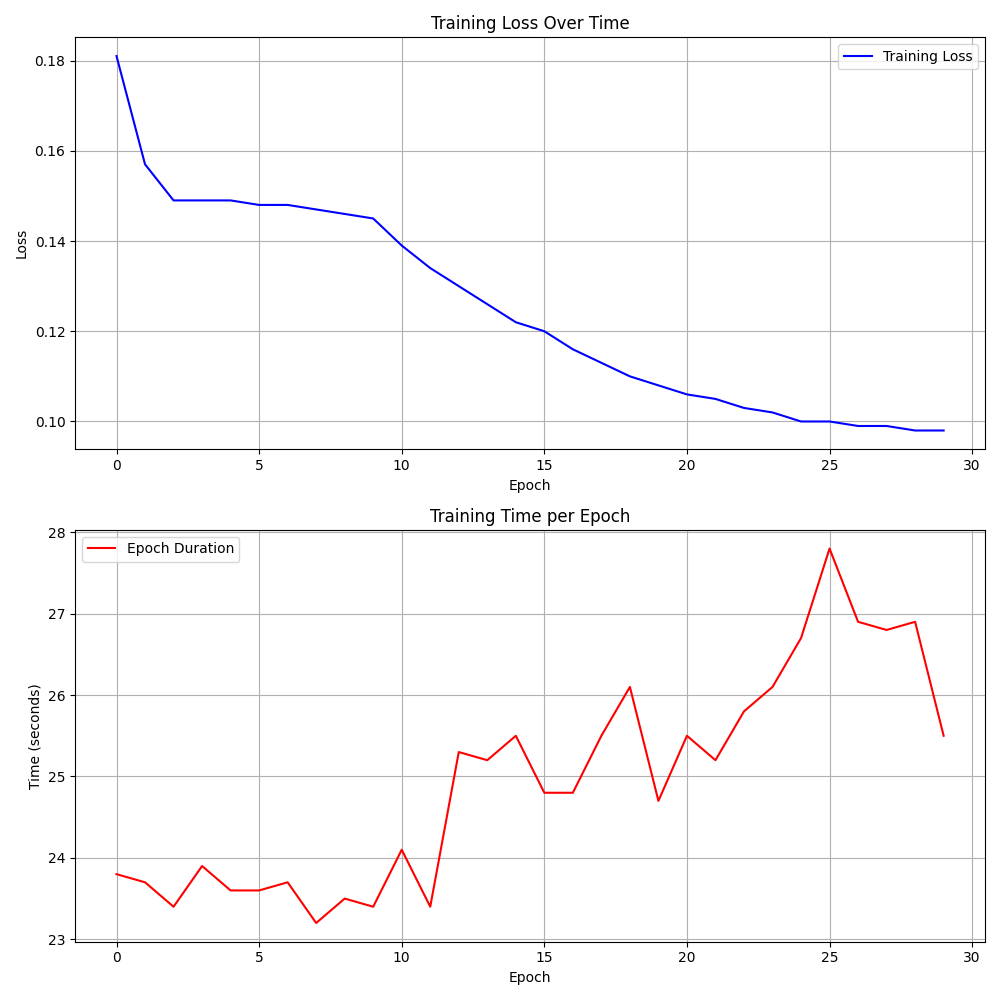 Training Loss Over Time
Training Loss
0.18
0.16
0.14
0.12
0.10
Loss
0 5 10 15 20 25 30
Epoch
Training Time per Epoch
Epoch Duration
28
27
26
25
24
23
Time (seconds)
0 5 10 15 20 25 30
Epoch